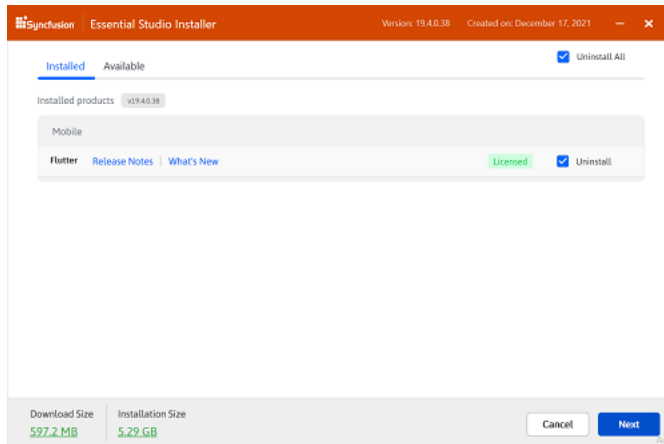 Syncfusion Essential Studio Installer Version: 19.4.0.38 Created on: December 17, 2021
Installed Available Uninstall All
Installed products v19.4.0.38
Mobile
Flutter Release Notes | What's New Licensed Uninstall
Download Size Installation Size
597.2 MB 5.29 GB
Cancel Next